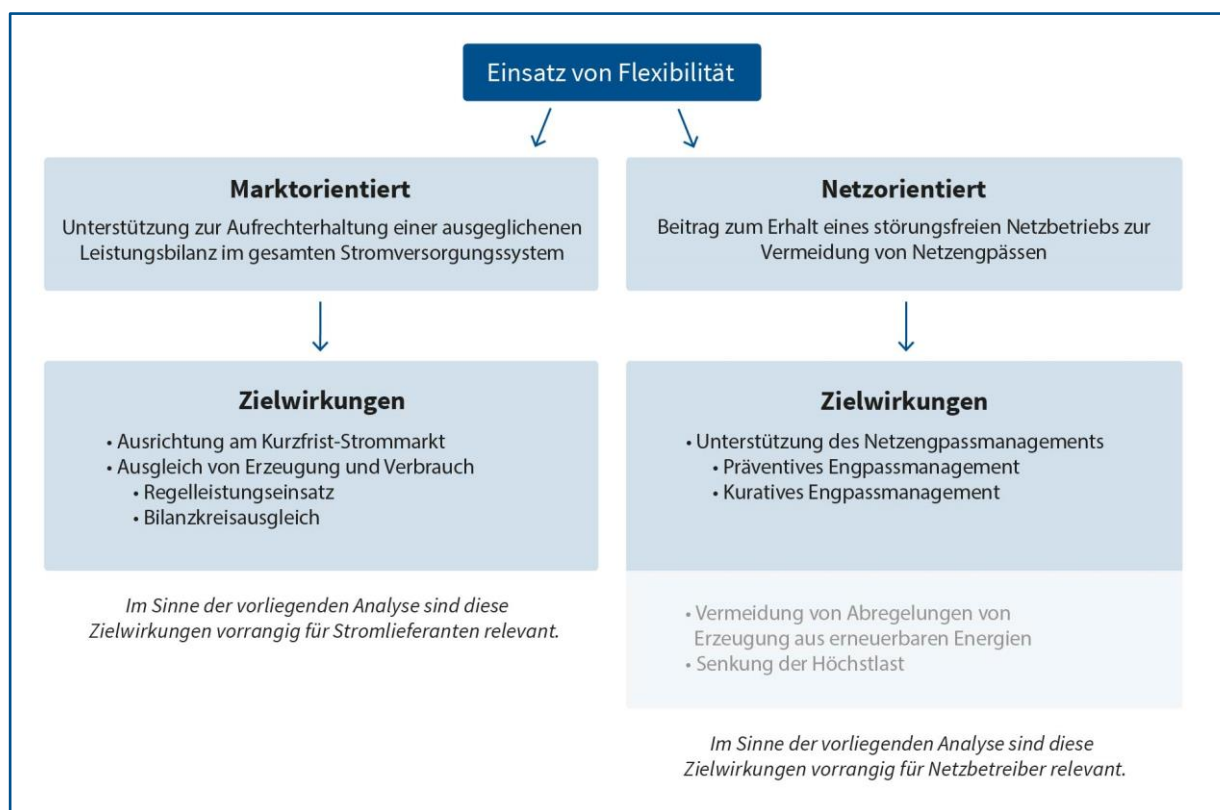 Einsatz von Flexibilität
Marktorientiert
Unterstützung zur Aufrechterhaltung einer ausgeglichenen
Leistungsbilanz im gesamten Stromversorgungssystem
Zielwirkungen
• Ausrichtung am Kurzfrist-Strommarkt
• Ausgleich von Erzeugung und Verbrauch
• Regelleistungseinsatz
• Bilanzkreisausgleich
Im Sinne der vorliegenden Analyse sind diese
Zielwirkungen vorrangig für Stromlieferanten relevant.
Netzorientiert
Beitrag zum Erhalt eines störungsfreien Netzbetriebs zur
Vermeidung von Netzengpässen
Zielwirkungen
• Unterstützung des Netzengpassmanagements
• Präventives Engpassmanagement
• Kuratives Engpassmanagement
• Vermeidung von Abregelungen von
Erzeugung aus erneuerbaren Energien
• Senkung der Höchstlast
Im Sinne der vorliegenden Analyse sind diese
Zielwirkungen vorrangig für Netzbetreiber relevant.